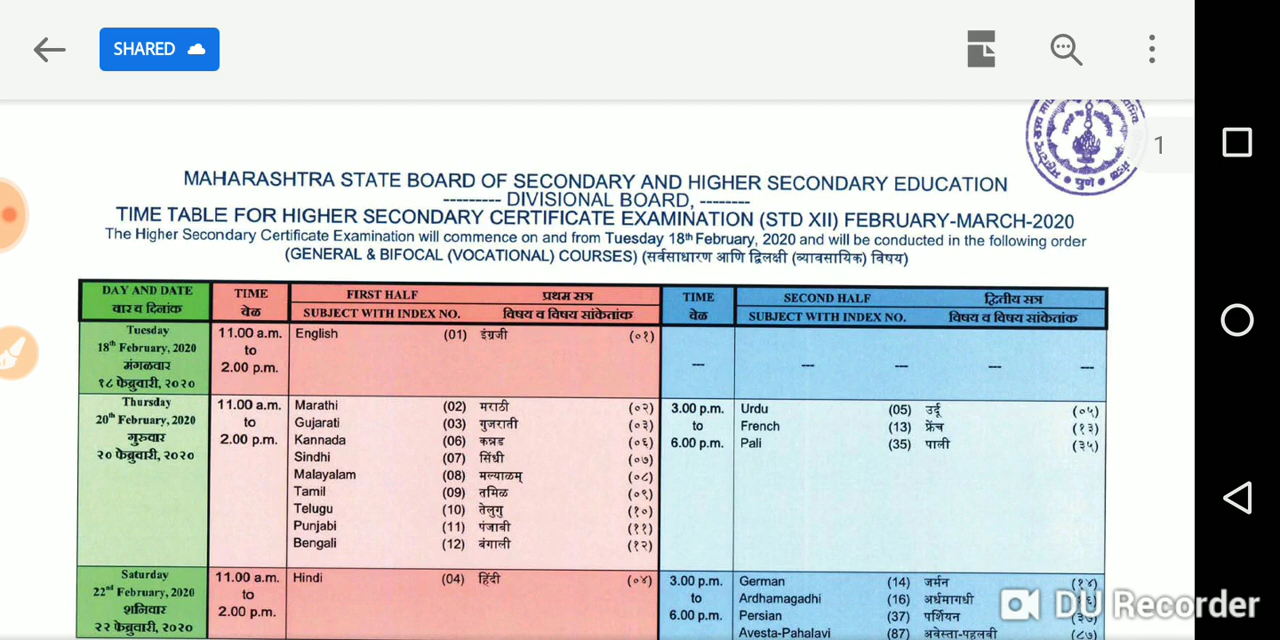 SHARED
1
MAHARASHTRA STATE BOARD OF SECONDARY AND HIGHER SECONDARY EDUCATION
--------- DIVISIONAL BOARD, --------
TIME TABLE FOR HIGHER SECONDARY CERTIFICATE EXAMINATION (STD XII) FEBRUARY-MARCH-2020
The Higher Secondary Certificate Examination will commence on and from Tuesday 18th February, 2020 and will be conducted in the following order
(GENERAL & BIFOCAL (VOCATIONAL) COURSES) (सर्वसाधारण आणि द्विलक्षी (व्यावसायिक) विषय)
DAY AND DATE TIME FIRST HALF प्रथम सत्र TIME SECOND HALF द्वितीय सत्र
वार व दिनांक वेळ SUBJECT WITH INDEX NO. विषय व विषय सांकेतांक वेळ SUBJECT WITH INDEX NO. विषय व विषय सांकेतांक
Tuesday 11.00 a.m. English (01) इंग्रजी (०१)
18th February, 2020 to
मंगळवार 2.00 p.m. --- --- --- --- ---
१८ फेब्रुवारी, २०२०
Thursday 11.00 a.m. Marathi (02) मराठी (०२) 3.00 p.m. Urdu (05) उर्दू (०५)
20th February, 2020 to Gujarati (03) गुजराती (०३) to French (13) फ्रेंच (१३)
गुरुवार 2.00 p.m. Kannada (06) कन्नड (०६) 6.00 p.m. Pali (35) पाली (३५)
२० फेब्रुवारी, २०२० Sindhi (07) सिंधी (०७)
Malayalam (08) मल्याळम् (०८)
Tamil (09) तमिळ (०९)
Telugu (10) तेलुगु (१०)
Punjabi (11) पंजाबी (११)
Bengali (12) बंगाली (१२)
Saturday 11.00 a.m. Hindi (04) हिंदी (०४) 3.00 p.m. German (14) जर्मन (१४)
22nd February, 2020 to to Ardhamagadhi (16) अर्धमागधी
शनिवार 2.00 p.m. 6.00 p.m. Persian (37) पर्शियन (३७)
२२ फेब्रुवारी, २०२० Avesta-Pahalavi (87) अवेस्ता-पहलवी (८७)
DU Recorder
पुणे